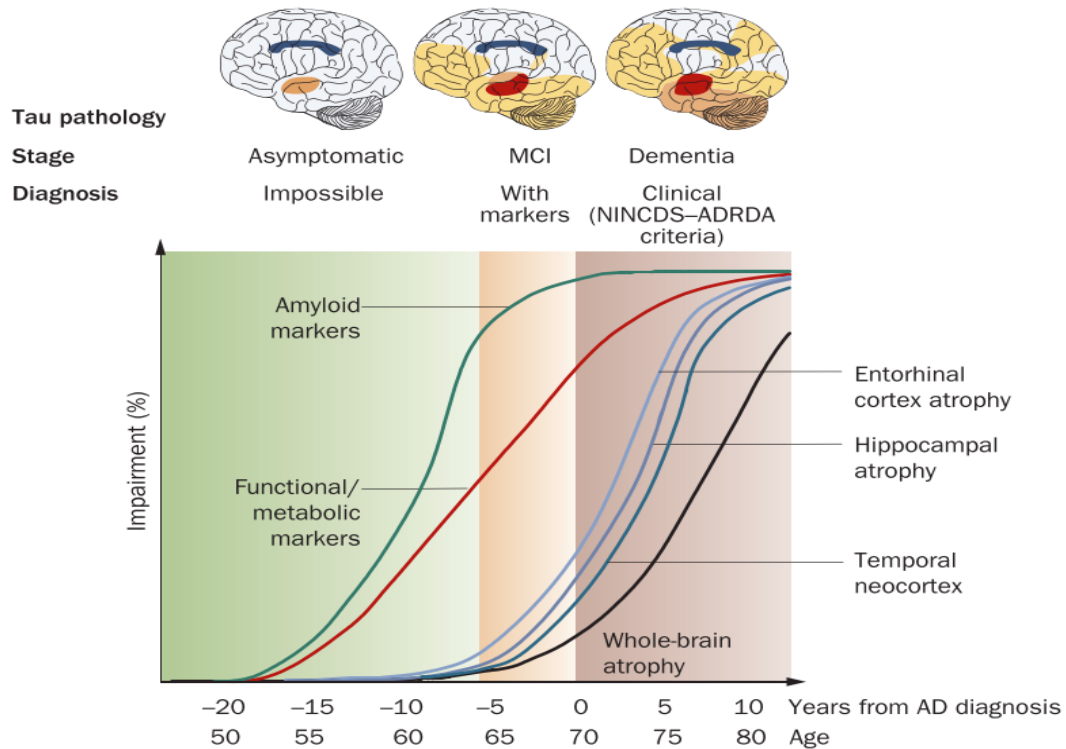 Tau pathology
Stage Asymptomatic MCI Dementia
Diagnosis Impossible With markers Clinical (NINCDS–ADRDA criteria)
Amyloid
markers
Functional/
metabolic
markers
Impairment (%)
Entorhinal
cortex atrophy
Hippocampal
atrophy
Temporal
neocortex
Whole-brain
atrophy
–20 –15 –10 –5 0 5 10 Years from AD diagnosis
50 55 60 65 70 75 80 Age